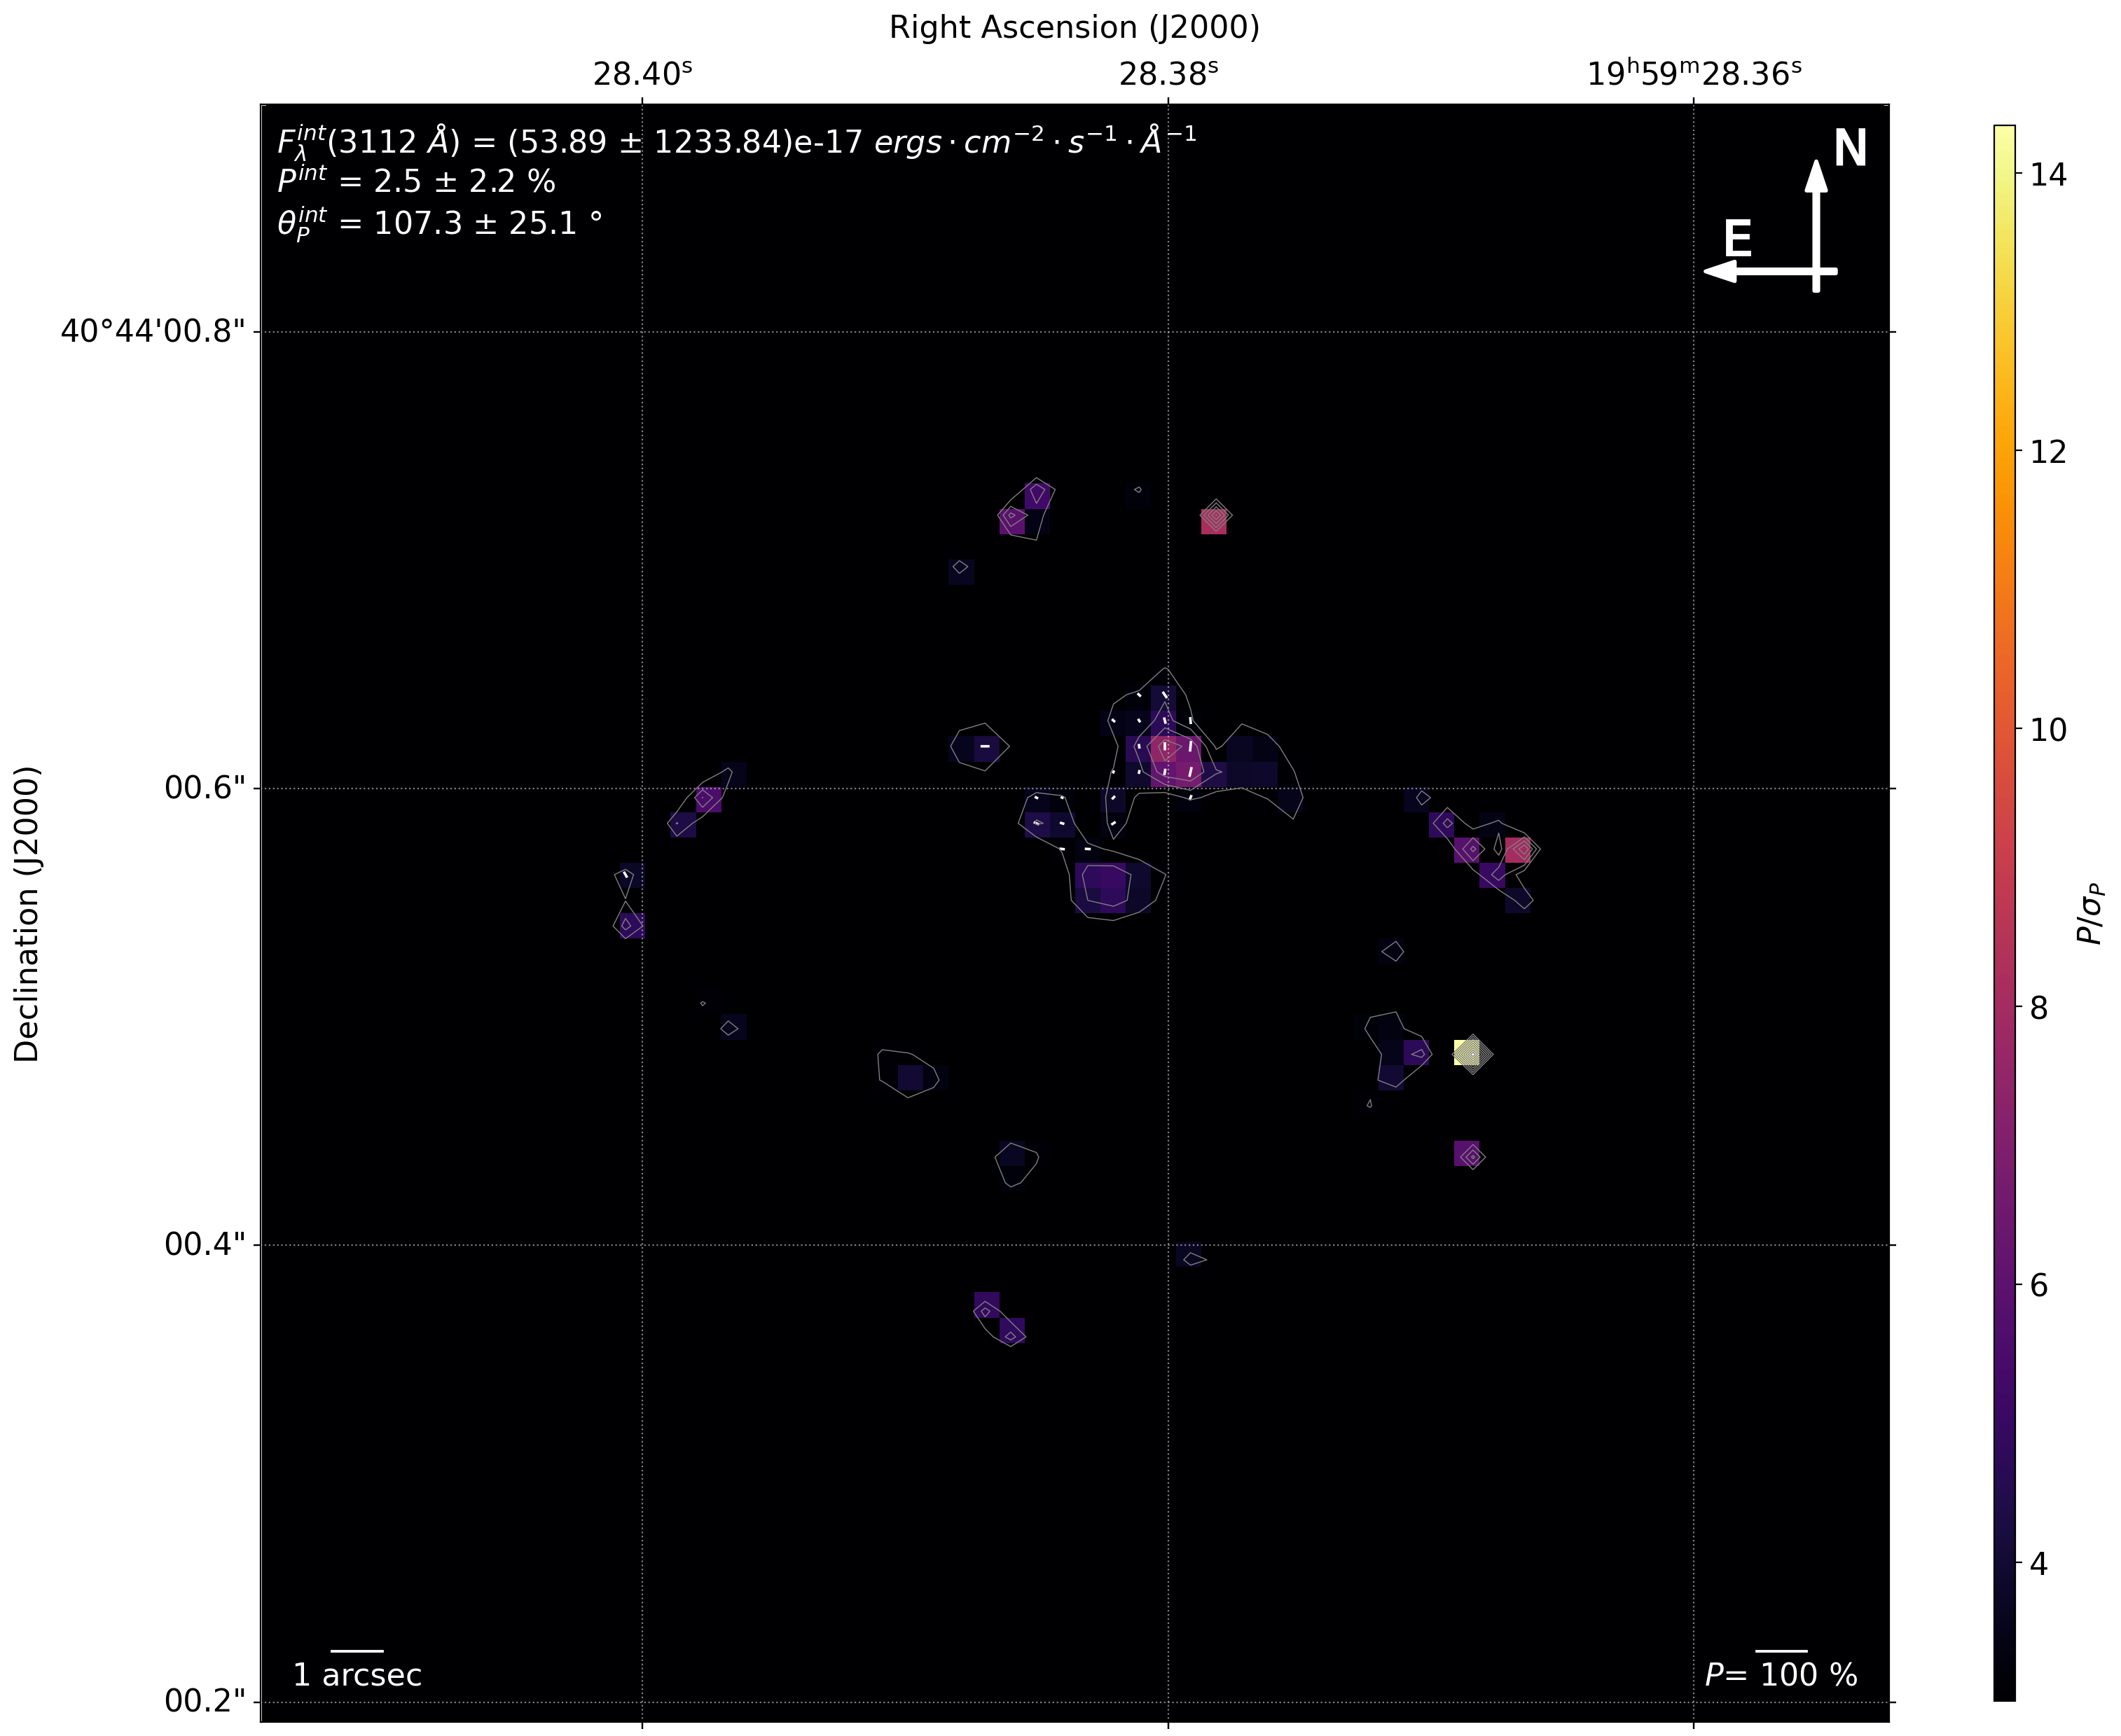 Right Ascension (J2000)
28.40ˢ 28.38ˢ 19ʰ59ᵐ28.36ˢ
F_λ^int(3112 Å) = (53.89 ± 1233.84)e-17 ergs · cm⁻² · s⁻¹ · Å⁻¹
P^int = 2.5 ± 2.2 %
θ_P^int = 107.3 ± 25.1 °
N
E
40°44'00.8"
00.6"
00.4"
00.2"
Declination (J2000)
1 arcsec
P= 100 %
14
12
10
8
6
4
P/σ_P